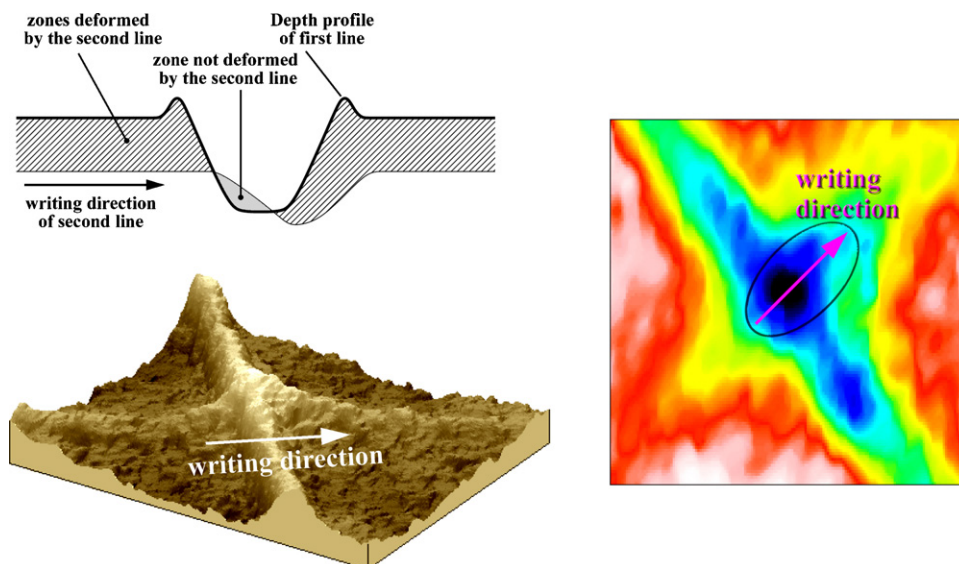 zones deformed
by the second line
zone not deformed
by the second line
Depth profile
of first line
writing direction
of second line
writing direction
writing
direction